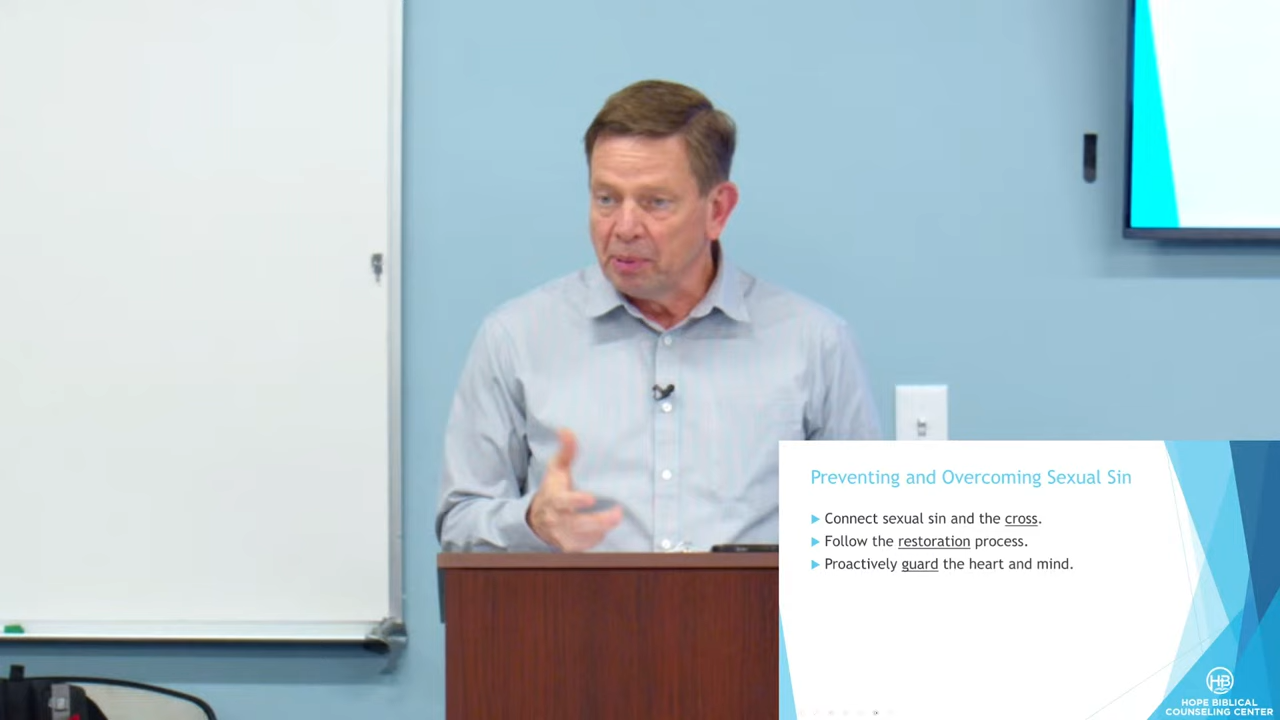 Preventing and Overcoming Sexual Sin
Connect sexual sin and the cross.
Follow the restoration process.
Proactively guard the heart and mind.
HB
HOPE BIBLICAL
COUNSELING CENTER